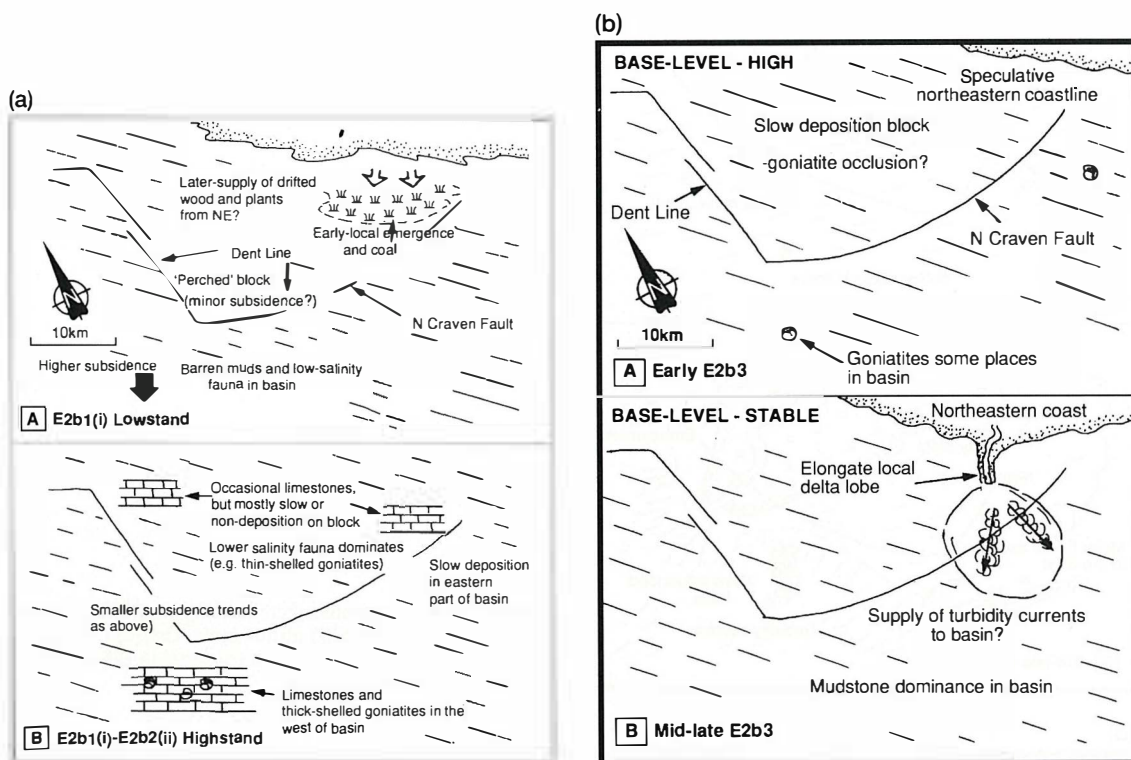 (a)
Later-supply of drifted
wood and plants
from NE?
Early-local emergence
and coal
Dent Line
'Perched' block
(minor subsidence?)
N Craven Fault
N
10km
Higher subsidence
Barren muds and low-salinity
fauna in basin
A E2b1(i) Lowstand
Occasional limestones,
but mostly slow or
non-deposition on block
Lower salinity fauna dominates
(e.g. thin-shelled goniatites)
Slow deposition
in eastern
part of basin
Smaller subsidence trends
as above)
Limestones and
thick-shelled goniatites in the
west of basin
B E2b1(i)-E2b2(ii) Highstand
(b)
BASE-LEVEL - HIGH
Speculative
northeastern coastline
Slow deposition block
-goniatite occlusion?
Dent Line
N Craven Fault
N
10km
Goniatites some places
in basin
A Early E2b3
BASE-LEVEL - STABLE
Northeastern coast
Elongate local
delta lobe
Supply of turbidity currents
to basin?
Mudstone dominance in basin
B Mid-late E2b3